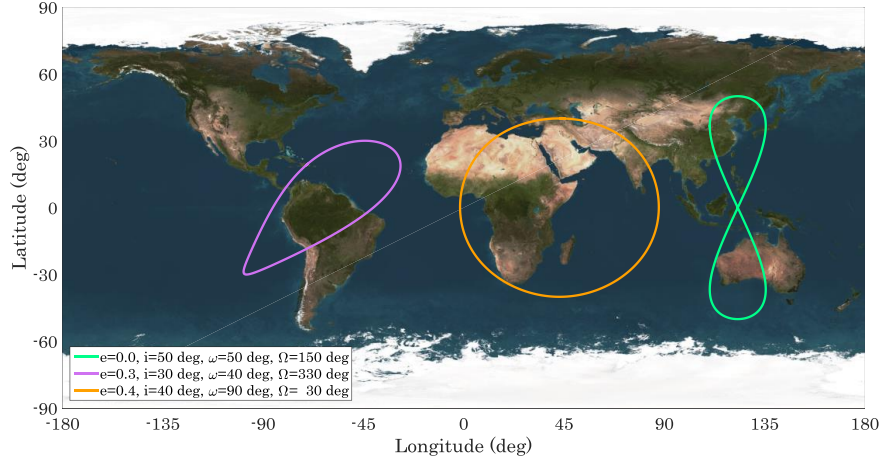 90
60
30
0
-30
-60
-90
Latitude (deg)
e=0.0, i=50 deg, ω=50 deg, Ω=150 deg
e=0.3, i=30 deg, ω=40 deg, Ω=330 deg
e=0.4, i=40 deg, ω=90 deg, Ω= 30 deg
-180 -135 -90 -45 0 45 90 135 180
Longitude (deg)